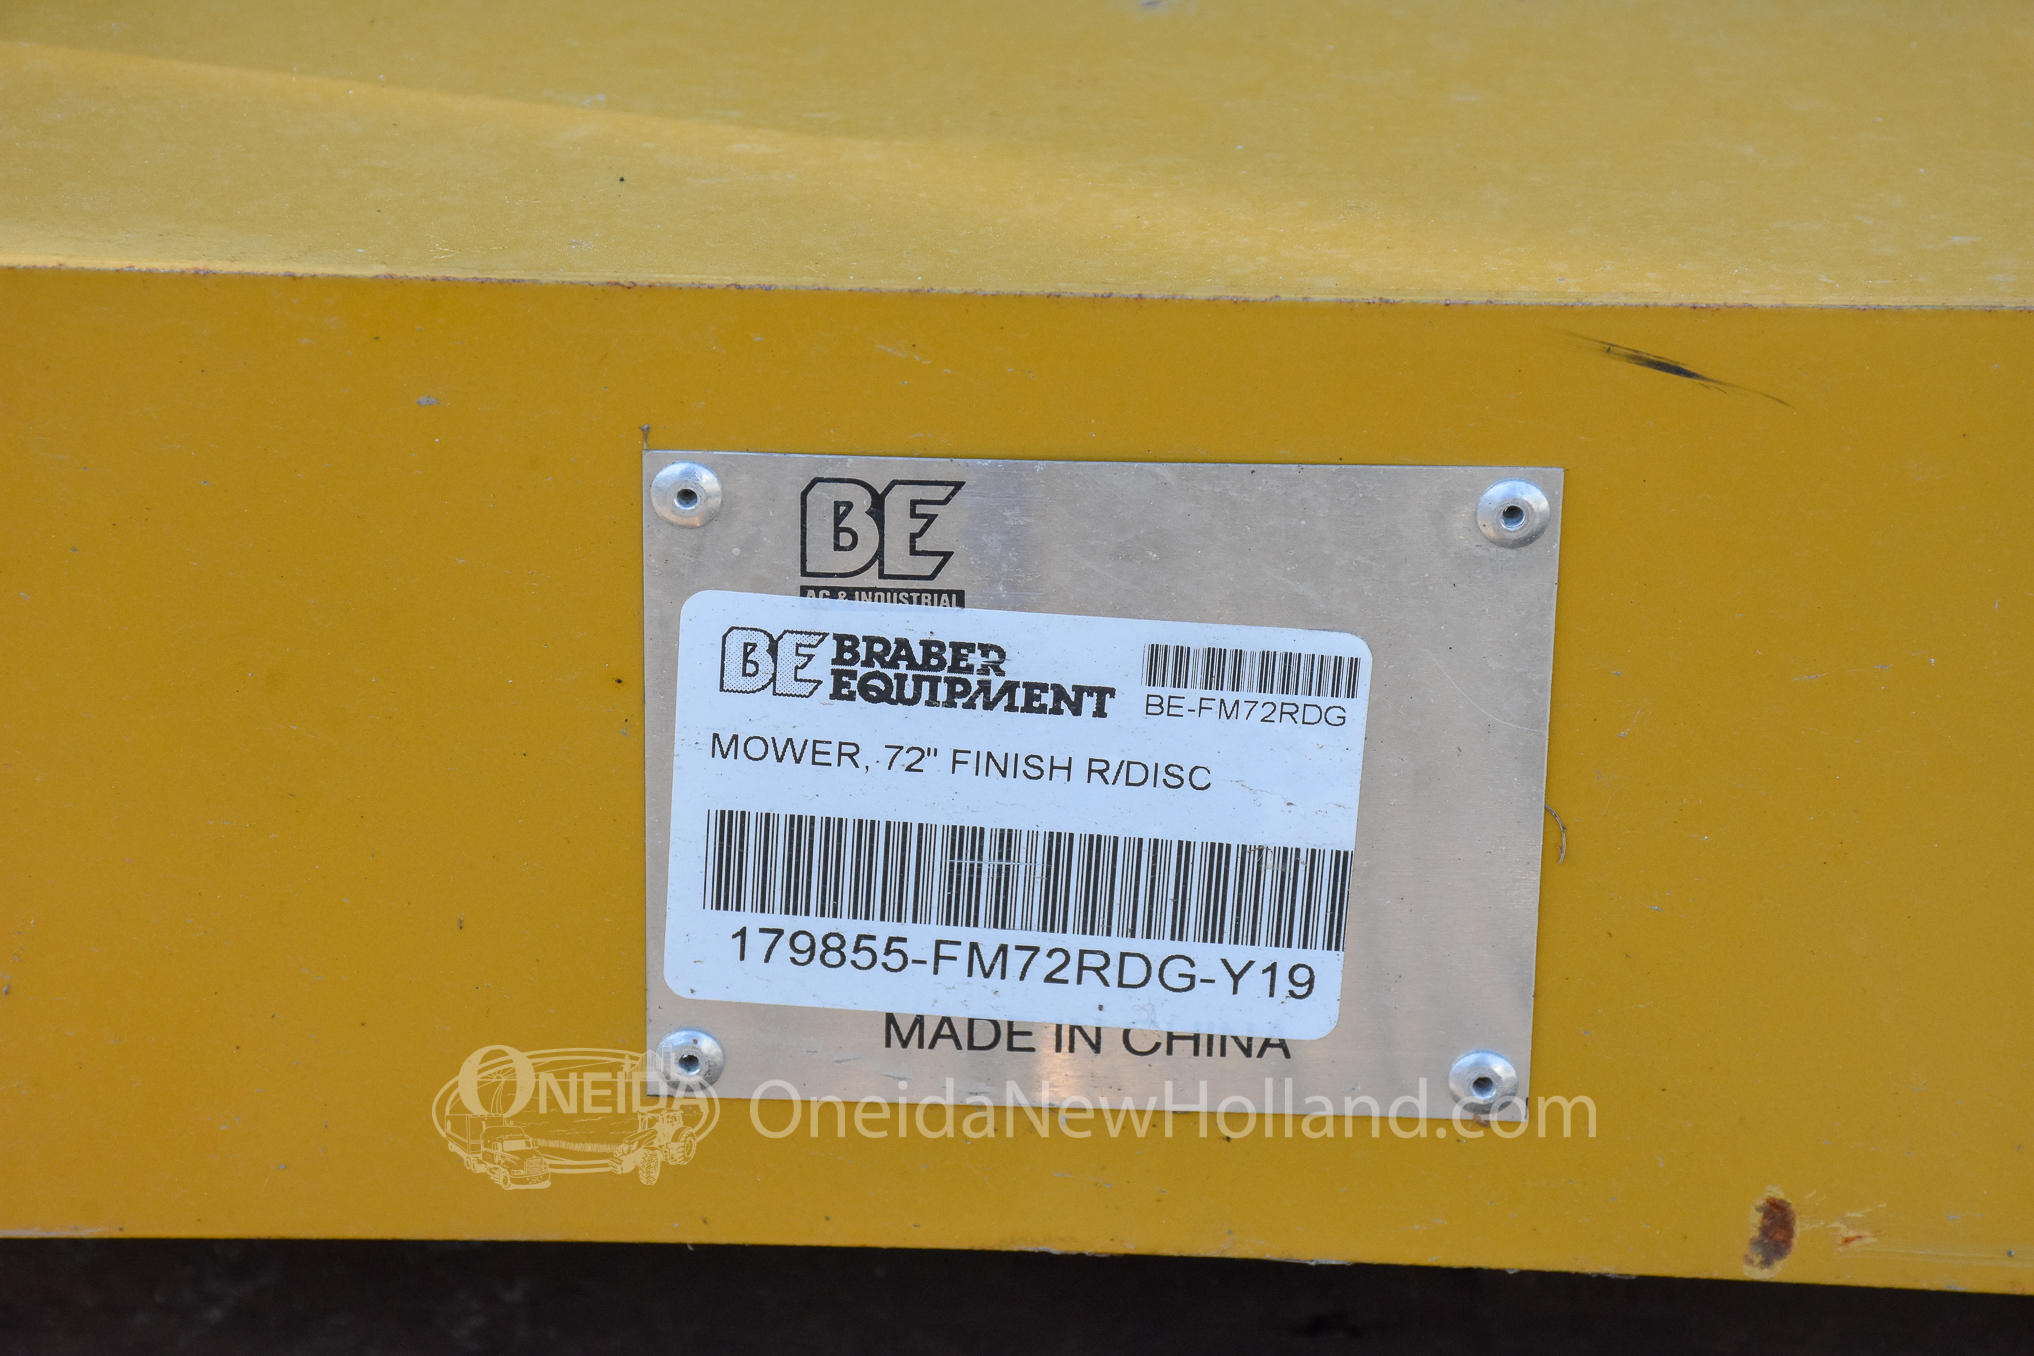 BE
AG & INDUSTRIAL
BE BRABER
EQUIPMENT
BE-FM72RDG
MOWER, 72" FINISH R/DISC
179855-FM72RDG-Y19
MADE IN CHINA
ONEIDA
OneidaNewHolland.com